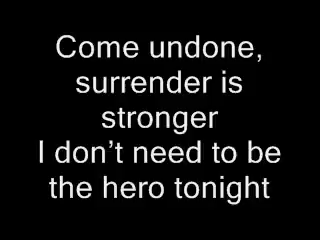 Come undone,
surrender is
stronger
I don’t need to be
the hero tonight